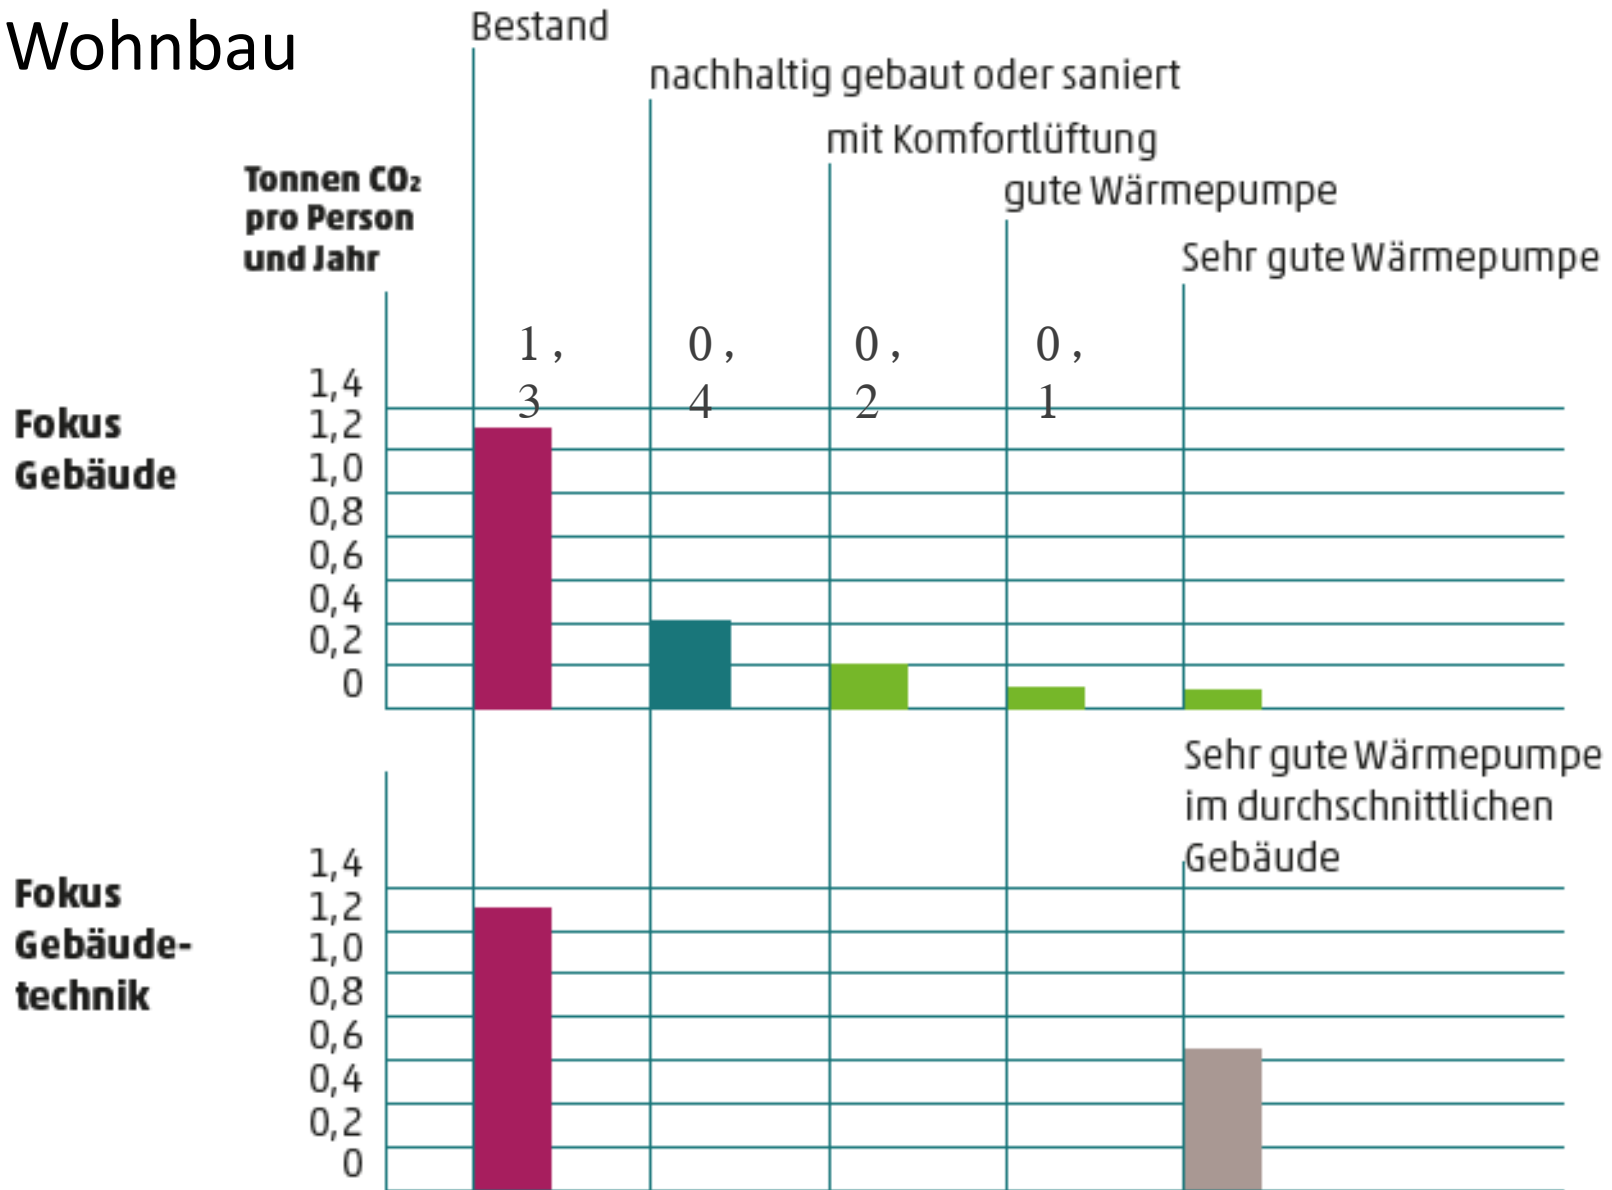 Wohnbau
Bestand
nachhaltig gebaut oder saniert
mit Komfortlüftung
gute Wärmepumpe
Sehr gute Wärmepumpe
Tonnen CO₂
pro Person
und Jahr
1,
3
0,
4
0,
2
0,
1
Fokus
Gebäude
1,4
1,2
1,0
0,8
0,6
0,4
0,2
0
Sehr gute Wärmepumpe
im durchschnittlichen
Gebäude
Fokus
Gebäude-
technik
1,4
1,2
1,0
0,8
0,6
0,4
0,2
0